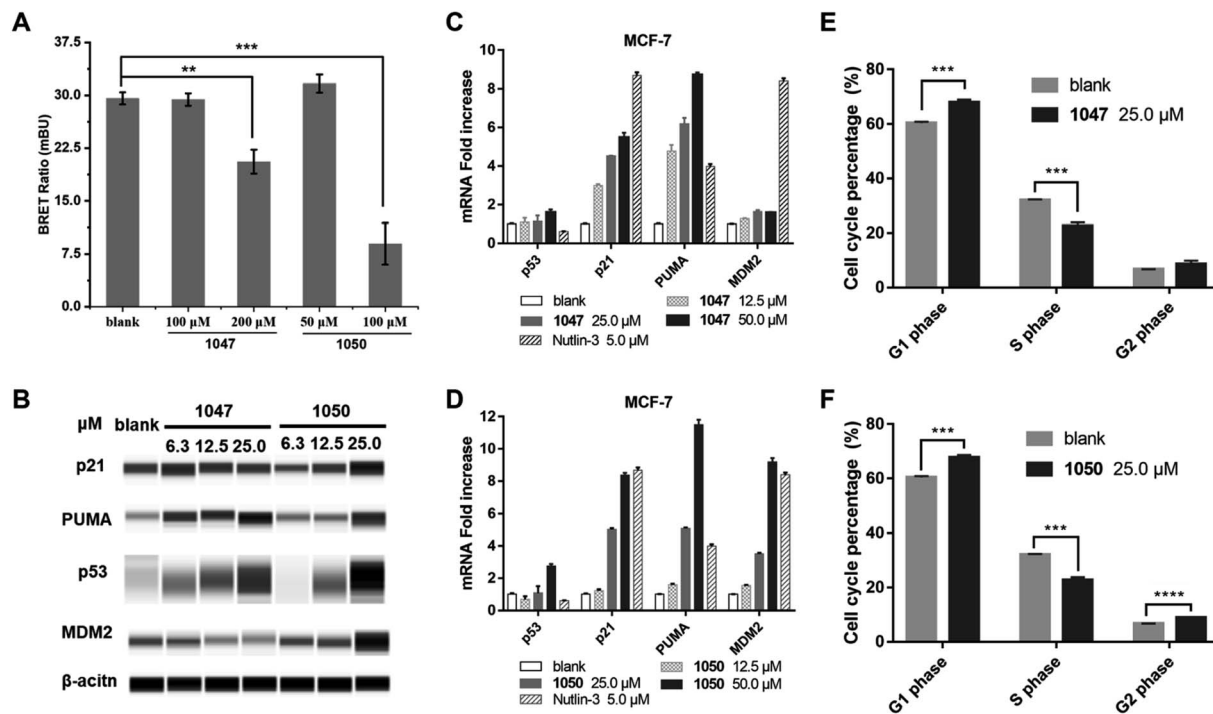 A
BRET Ratio (mBU)
37.5
30.0
22.5
15.0
7.5
0.0
***
**
blank 100 μM 200 μM 50 μM 100 μM
1047 1050
B
μM blank 1047 1050
6.3 12.5 25.0 6.3 12.5 25.0
p21
PUMA
p53
MDM2
β-acitn
C
MCF-7
mRNA Fold increase
10
8
6
4
2
0
p53 p21 PUMA MDM2
blank 1047 12.5 μM
1047 25.0 μM 1047 50.0 μM
Nutlin-3 5.0 μM
D
MCF-7
mRNA Fold increase
12
10
8
6
4
2
0
p53 p21 PUMA MDM2
blank 1050 12.5 μM
1050 25.0 μM 1050 50.0 μM
Nutlin-3 5.0 μM
E
Cell cycle percentage (%)
80
60
40
20
0
***
***
blank
1047 25.0 μM
G1 phase S phase G2 phase
F
Cell cycle percentage (%)
80
60
40
20
0
***
***
****
blank
1050 25.0 μM
G1 phase S phase G2 phase